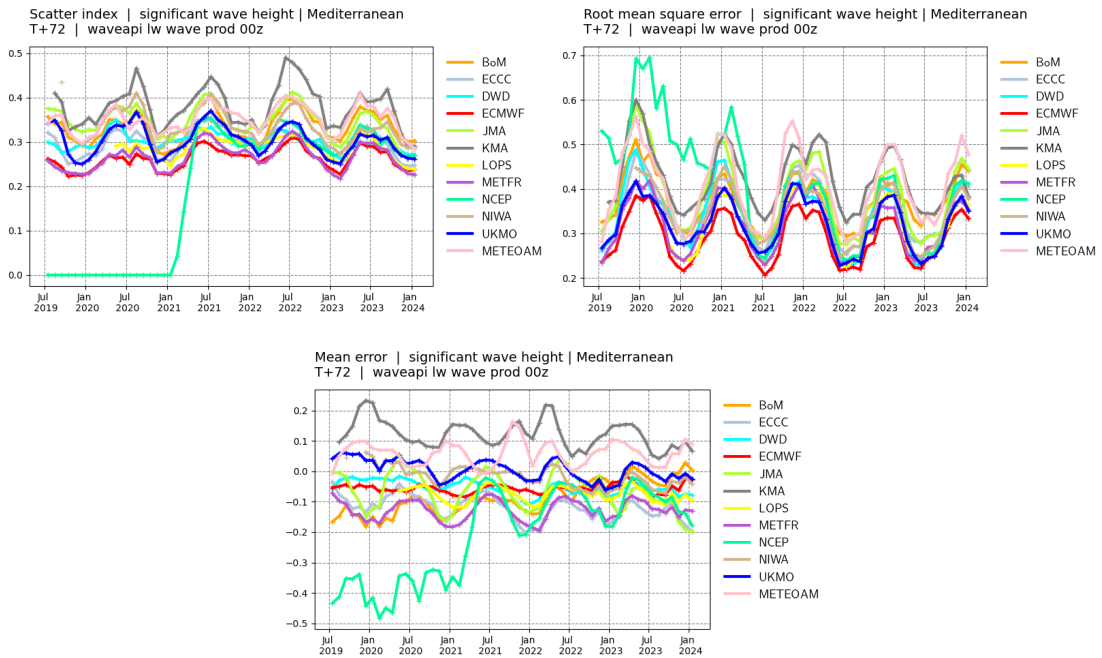 Scatter index | significant wave height | Mediterranean
T+72 | waveapi lw wave prod 00z
0.5
0.4
0.3
0.2
0.1
0.0
Jul 2019
Jan 2020
Jul 2020
Jan 2021
Jul 2021
Jan 2022
Jul 2022
Jan 2023
Jul 2023
Jan 2024
BoM
ECCC
DWD
ECMWF
JMA
KMA
LOPS
METFR
NCEP
NIWA
UKMO
METEOAM
Root mean square error | significant wave height | Mediterranean
T+72 | waveapi lw wave prod 00z
0.7
0.6
0.5
0.4
0.3
0.2
Jul 2019
Jan 2020
Jul 2020
Jan 2021
Jul 2021
Jan 2022
Jul 2022
Jan 2023
Jul 2023
Jan 2024
BoM
ECCC
DWD
ECMWF
JMA
KMA
LOPS
METFR
NCEP
NIWA
UKMO
METEOAM
Mean error | significant wave height | Mediterranean
T+72 | waveapi lw wave prod 00z
0.2
0.1
0.0
−0.1
−0.2
−0.3
−0.4
−0.5
Jul 2019
Jan 2020
Jul 2020
Jan 2021
Jul 2021
Jan 2022
Jul 2022
Jan 2023
Jul 2023
Jan 2024
BoM
ECCC
DWD
ECMWF
JMA
KMA
LOPS
METFR
NCEP
NIWA
UKMO
METEOAM